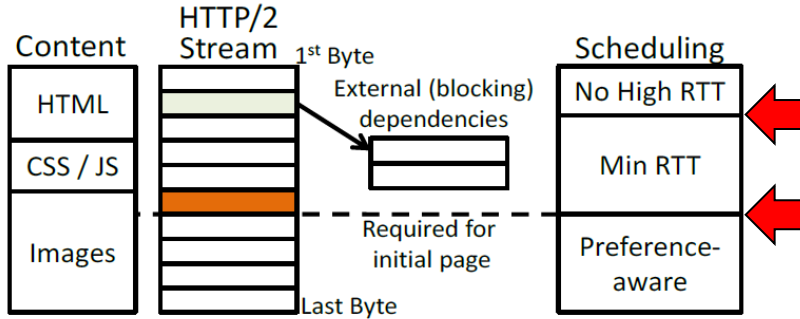 Content
HTML
CSS / JS
Images
HTTP/2
Stream
1st Byte
External (blocking)
dependencies
Required for
initial page
Last Byte
Scheduling
No High RTT
Min RTT
Preference-
aware